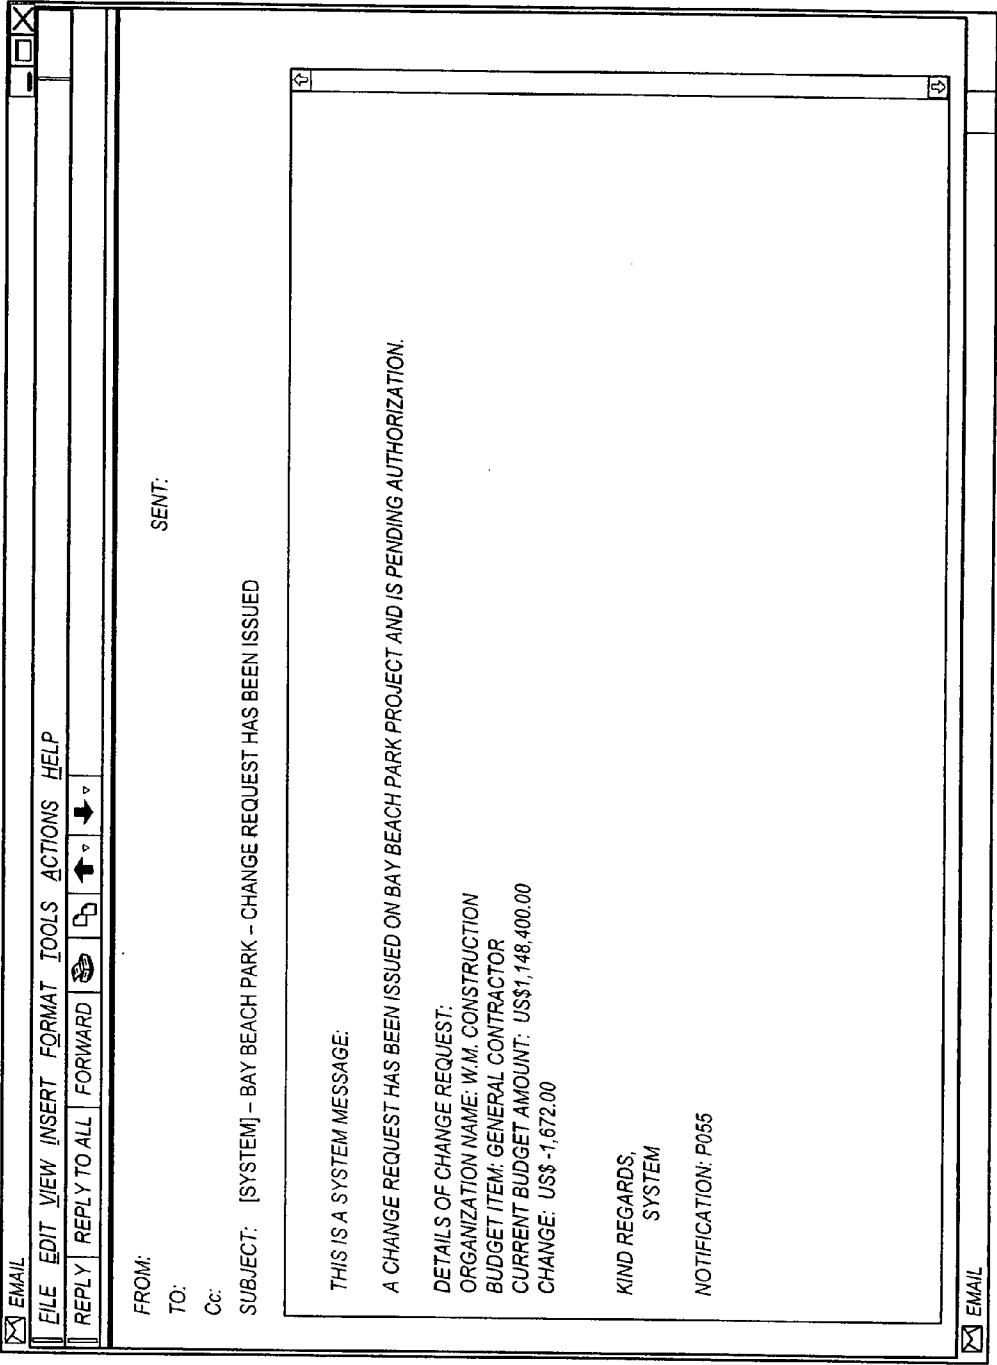 EMAIL
FILE EDIT VIEW INSERT FORMAT TOOLS ACTIONS HELP
REPLY REPLY TO ALL FORWARD
FROM:
SENT:
TO:
Cc:
SUBJECT: [SYSTEM] – BAY BEACH PARK – CHANGE REQUEST HAS BEEN ISSUED
THIS IS A SYSTEM MESSAGE:
A CHANGE REQUEST HAS BEEN ISSUED ON BAY BEACH PARK PROJECT AND IS PENDING AUTHORIZATION.
DETAILS OF CHANGE REQUEST:
ORGANIZATION NAME: W.M. CONSTRUCTION
BUDGET ITEM: GENERAL CONTRACTOR
CURRENT BUDGET AMOUNT: US$1,148,400.00
CHANGE: US$ -1,672.00
KIND REGARDS,
SYSTEM
NOTIFICATION: P055
EMAIL